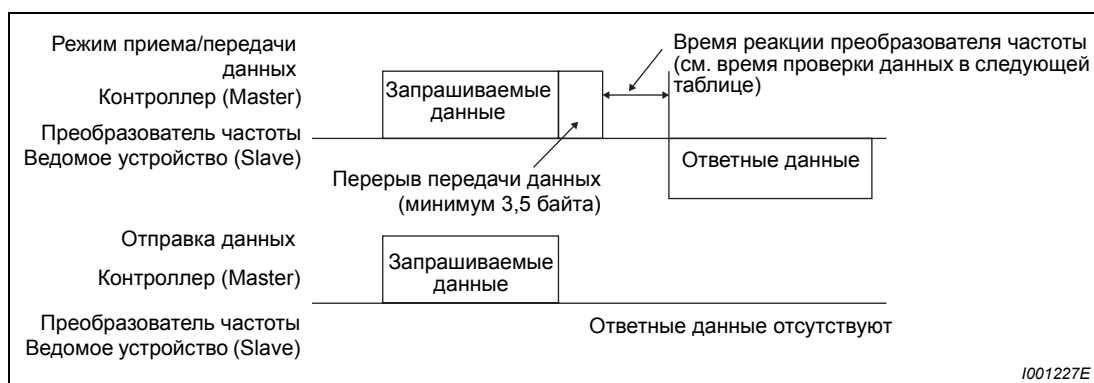 Режим приема/передачи
данных
Контроллер (Master)
Преобразователь частоты
Ведомое устройство (Slave)
Запрашиваемые
данные
Время реакции преобразователя частоты
(см. время проверки данных в следующей
таблице)
Ответные данные
Перерыв передачи данных
(минимум 3,5 байта)
Отправка данных
Контроллер (Master)
Запрашиваемые
данные
Преобразователь частоты
Ведомое устройство (Slave)
Ответные данные отсутствуют
I001227E